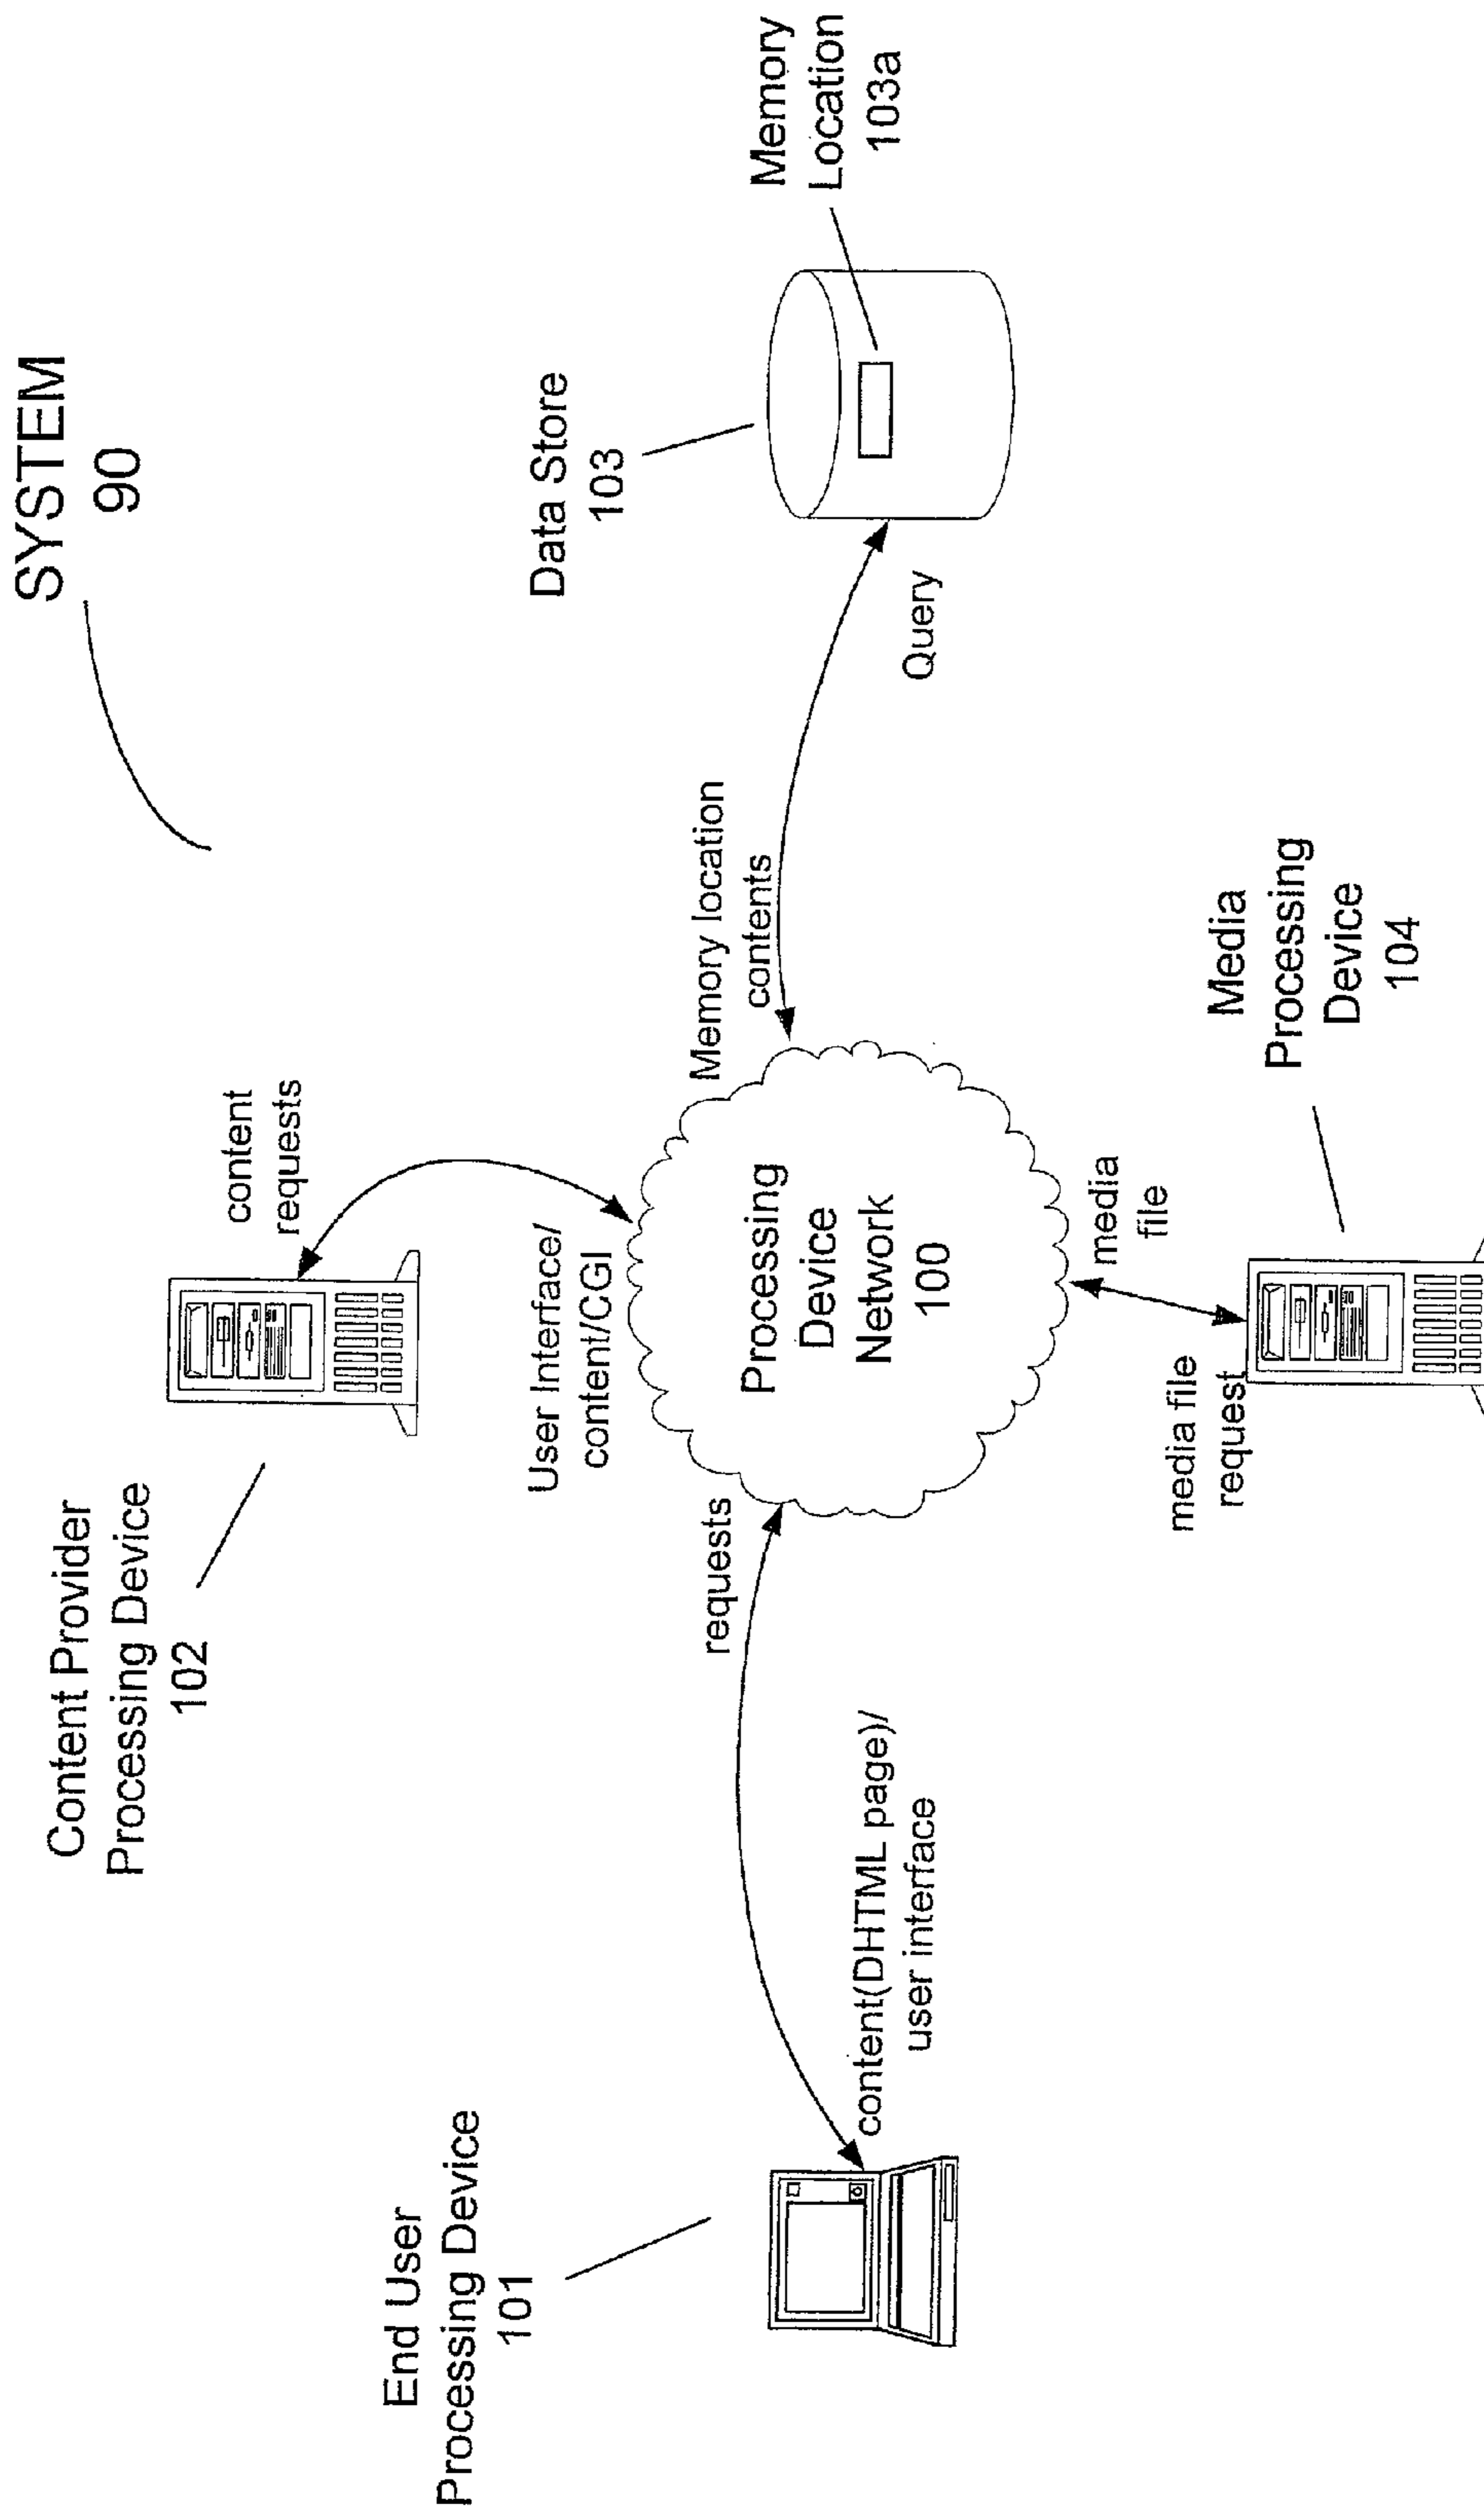 SYSTEM
90
Content Provider
Processing Device
102
content
requests
User Interface/
content/CGI
End User
Processing Device
101
requests
content(DHTML page)/
user interface
Processing
Device
Network
100
Memory location
contents
Query
Data Store
103
Memory
Location
103a
media
file
media file
request
Media
Processing
Device
104